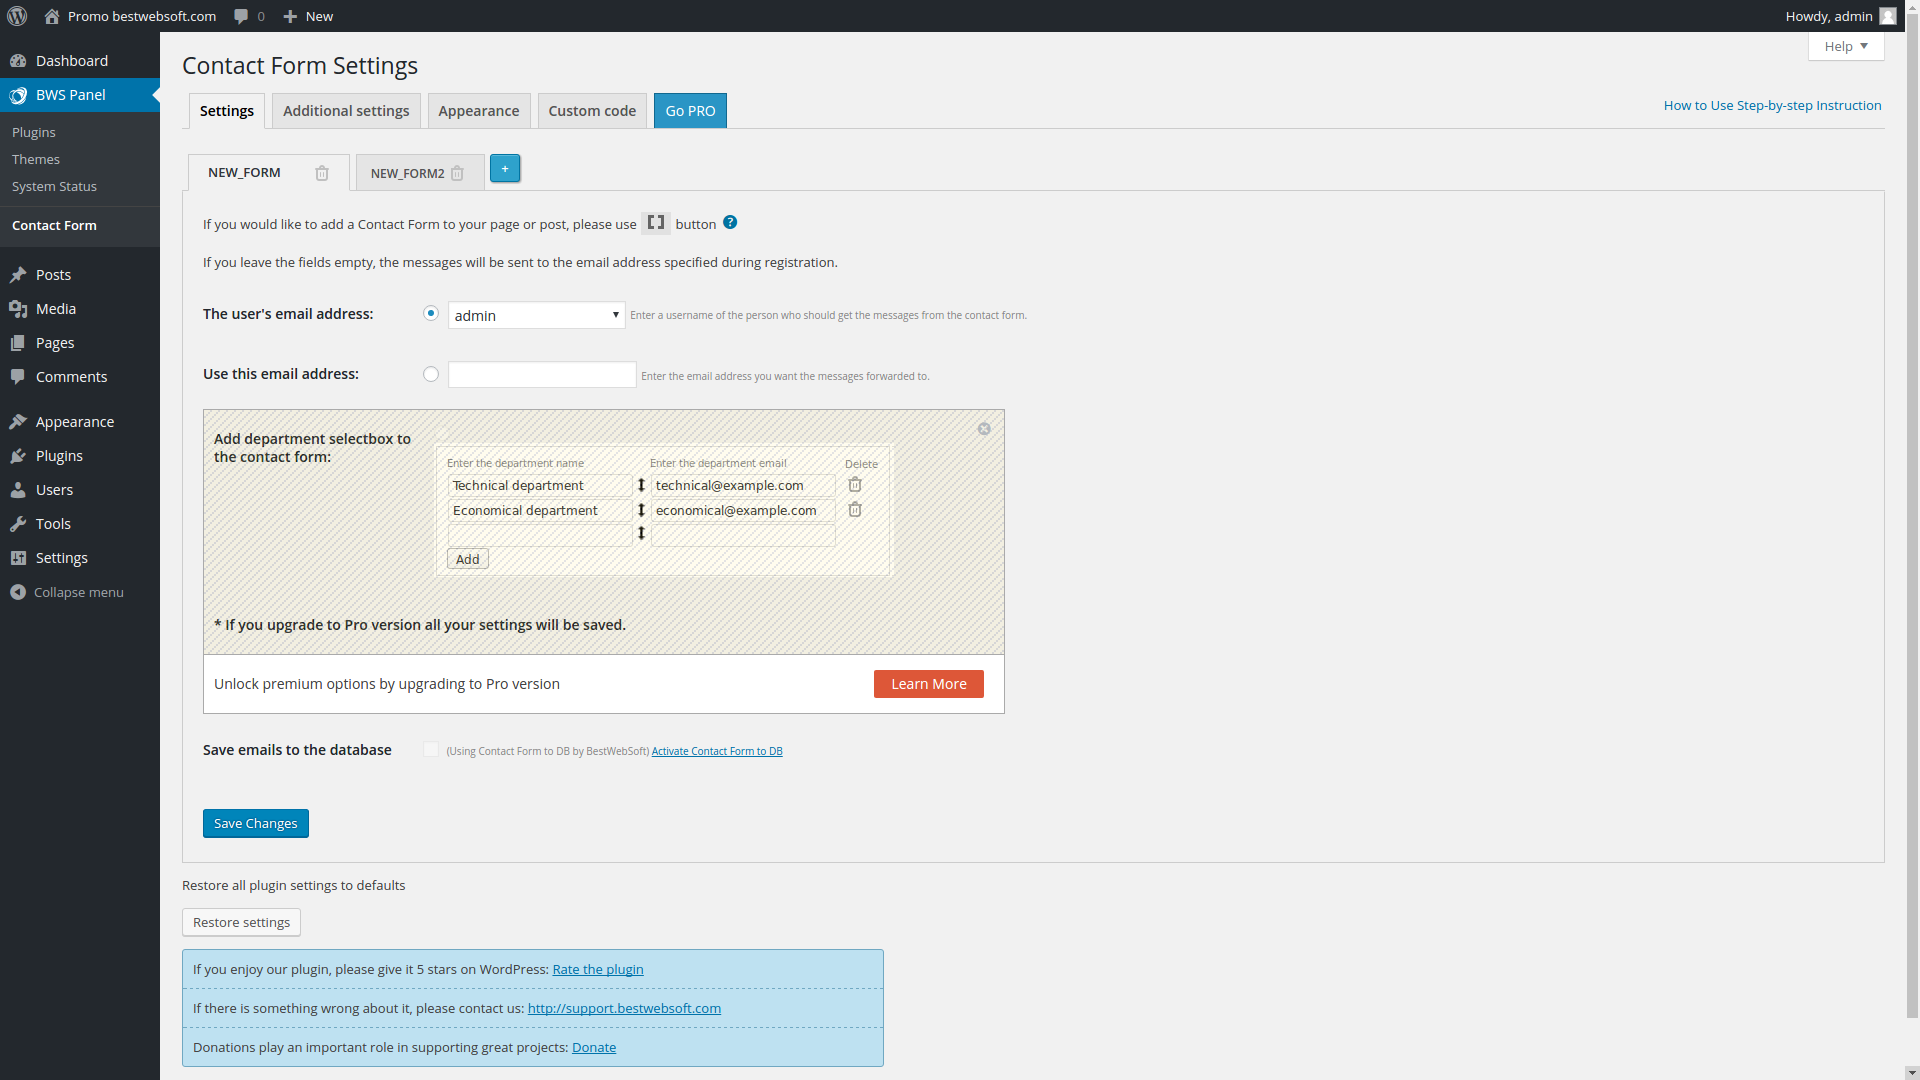 Promo bestwebsoft.com 0 New Howdy, admin
Help
Dashboard
BWS Panel
Plugins
Themes
System Status
Contact Form
Posts
Media
Pages
Comments
Appearance
Plugins
Users
Tools
Settings
Collapse menu
Contact Form Settings
Settings Additional settings Appearance Custom code Go PRO
How to Use Step-by-step Instruction
NEW_FORM NEW_FORM2 +
If you would like to add a Contact Form to your page or post, please use [] button ?
If you leave the fields empty, the messages will be sent to the email address specified during registration.
The user's email address: admin Enter a username of the person who should get the messages from the contact form.
Use this email address: Enter the email address you want the messages forwarded to.
Add department selectbox to
the contact form:
Enter the department name Enter the department email Delete
Technical department technical@example.com
Economical department economical@example.com
Add
* If you upgrade to Pro version all your settings will be saved.
Unlock premium options by upgrading to Pro version Learn More
Save emails to the database (Using Contact Form to DB by BestWebSoft) Activate Contact Form to DB
Save Changes
Restore all plugin settings to defaults
Restore settings
If you enjoy our plugin, please give it 5 stars on WordPress: Rate the plugin
If there is something wrong about it, please contact us: http://support.bestwebsoft.com
Donations play an important role in supporting great projects: Donate